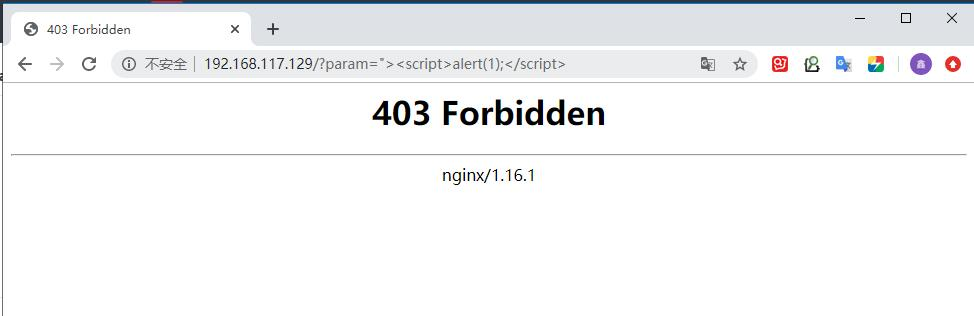 403 Forbidden
不安全 192.168.117.129/?param="><script>alert(1);</script>
403 Forbidden
nginx/1.16.1